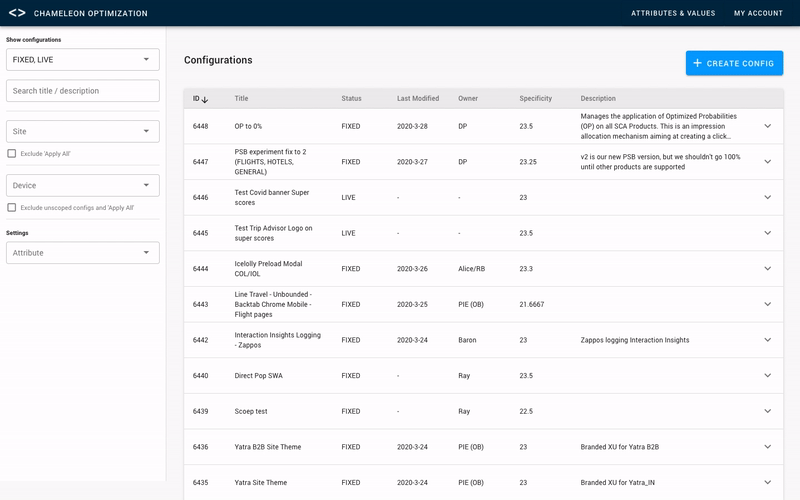 <> CHAMELEON OPTIMIZATION
ATTRIBUTES & VALUES
MY ACCOUNT
Show configurations
FIXED, LIVE
Search title / description
Site
Exclude 'Apply All'
Device
Exclude unscoped configs and 'Apply All'
Settings
Attribute
Configurations
+ CREATE CONFIG
ID Title Status Last Modified Owner Specificity Description
6448 OP to 0% FIXED 2020-3-28 DP 23.5
Manages the application of Optimized Probabilities
(OP) on all SCA Products. This is an impression
allocation mechanism aiming at creating a click...
6447
PSB experiment fix to 2
(FLIGHTS, HOTELS,
GENERAL)
FIXED 2020-3-27 DP 23.25
v2 is our new PSB version, but we shouldn't go 100%
until other products are supported
6446
Test Covid banner Super
scores
LIVE - - 23
6445
Test Trip Advisor Logo on
super scores
LIVE - - 23.5
6444
Icelolly Preload Modal
COL/IOL
FIXED 2020-3-26 Alice/RB 23.3
6443
Line Travel - Unbounded -
Backtab Chrome Mobile -
Flight pages
FIXED 2020-3-25 PIE (OB) 21.6667
6442
Interaction Insights Logging
- Zappos
FIXED 2020-3-24 Baron 23 Zappos logging Interaction Insights
6440 Direct Pop SWA FIXED - Ray 23.5
6439 Scoep test FIXED - Ray 22.5
6436 Yatra B2B Site Theme FIXED 2020-3-24 PIE (OB) 23 Branded XU for Yatra B2B
6435 Yatra Site Theme FIXED 2020-3-24 PIE (OB) 23 Branded XU for Yatra_IN